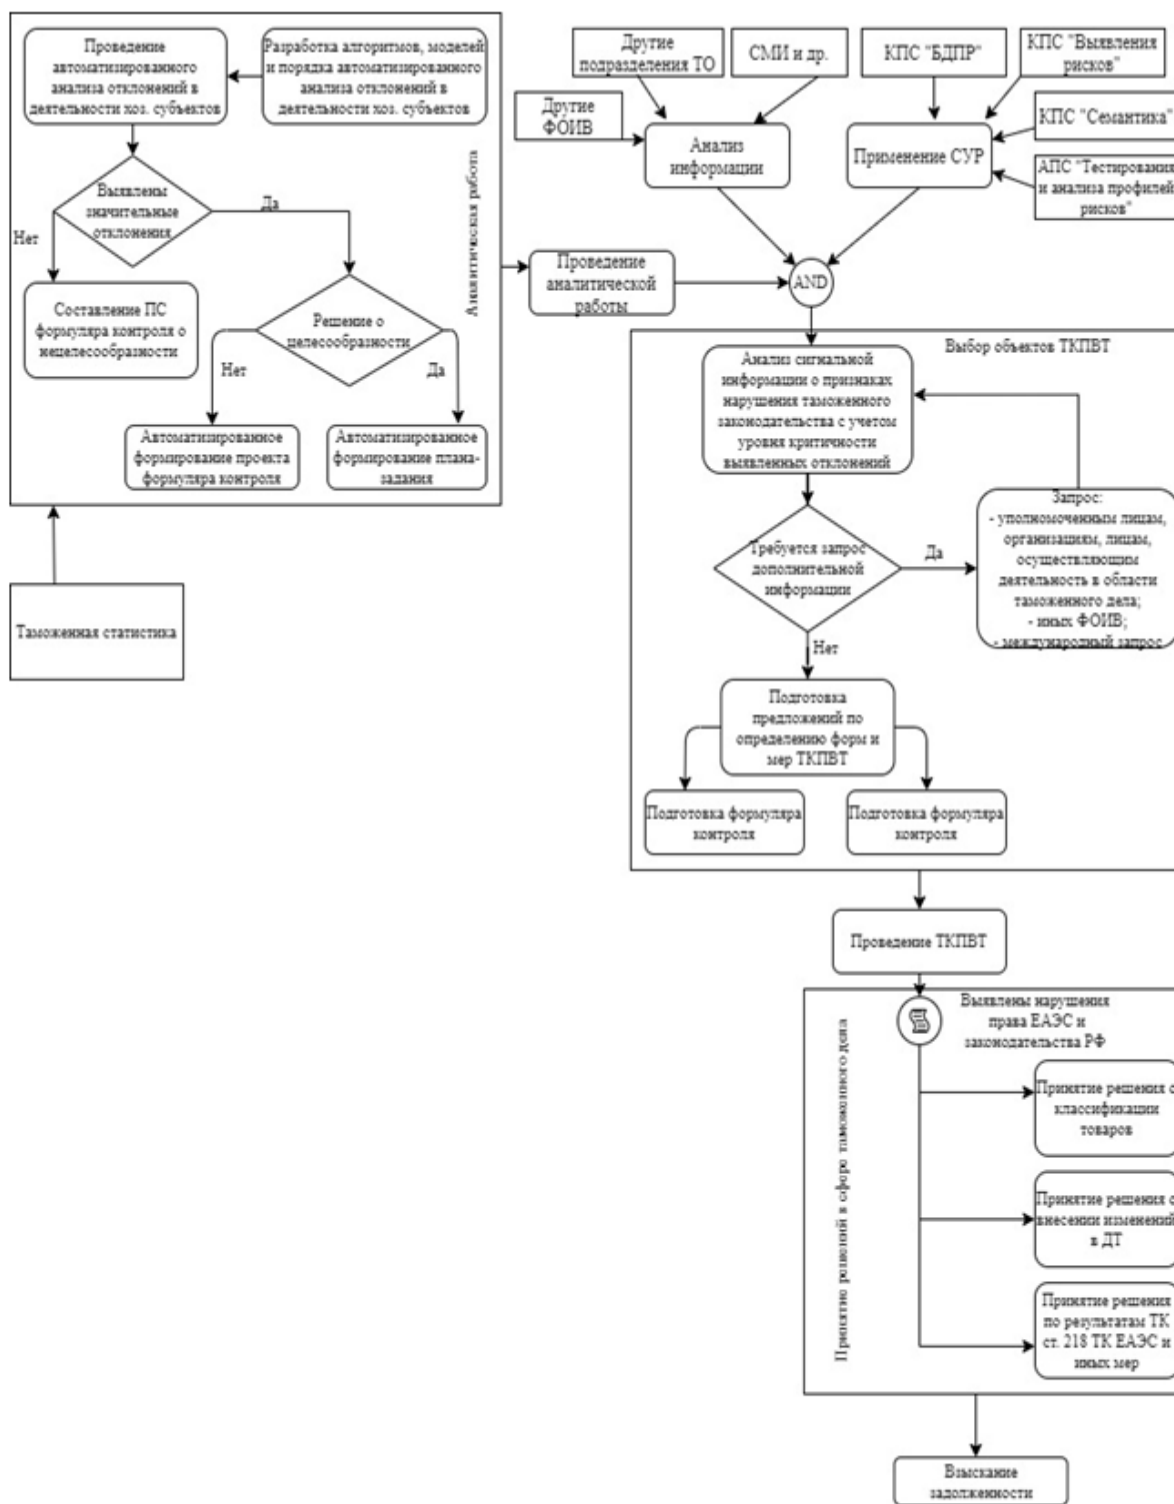 Проведение
автоматизированного
анализа отклонений в
деятельности хоз. субъектов
Разработка алгоритмов, моделей
и порядка автоматизированного
анализа отклонений в
деятельности хоз. субъектов
Выявлены
значительные
отклонения
Да
Нет
Составление ПС
формуляра контроля о
нецелесообразности
Решение о
целесообразности
Нет
Да
Автоматизированное
формирование проекта
формуляра контроля
Автоматизированное
формирование плана-
задания
Аналитическая работа
Таможенная статистика
Другие
подразделения ТО
СМИ и др.
КПС "БДПР"
КПС "Выявления
рисков"
Другие
ФОИВ
КПС "Семантика"
АПС "Тестирования
и анализа профилей
рисков"
Анализ
информации
Применение СУР
Проведение
аналитической
работы
AND
Выбор объектов ТКПВТ
Анализ сигнальной
информации о признаках
нарушения таможенного
законодательства с учетом
уровня критичности
выявленных отклонений
Требуется запрос
дополнительной
информации
Да
Запрос:
- уполномоченным лицам,
организациям, лицам,
осуществляющим
деятельность в области
таможенного дела;
- иных ФОИВ;
- международный запрос
Нет
Подготовка
предложений по
определению форм и
мер ТКПВТ
Подготовка формуляра
контроля
Подготовка формуляра
контроля
Проведение ТКПВТ
Принятие решений в сфере таможенного дела
Выявлены нарушения
права ЕАЭС и
законодательства РФ
Принятие решения о
классификации
товаров
Принятие решения о
внесении изменений
в ДТ
Принятие решения
по результатам ТК
ст. 218 ТК ЕАЭС и
иных мер
Взыскание
задолженности